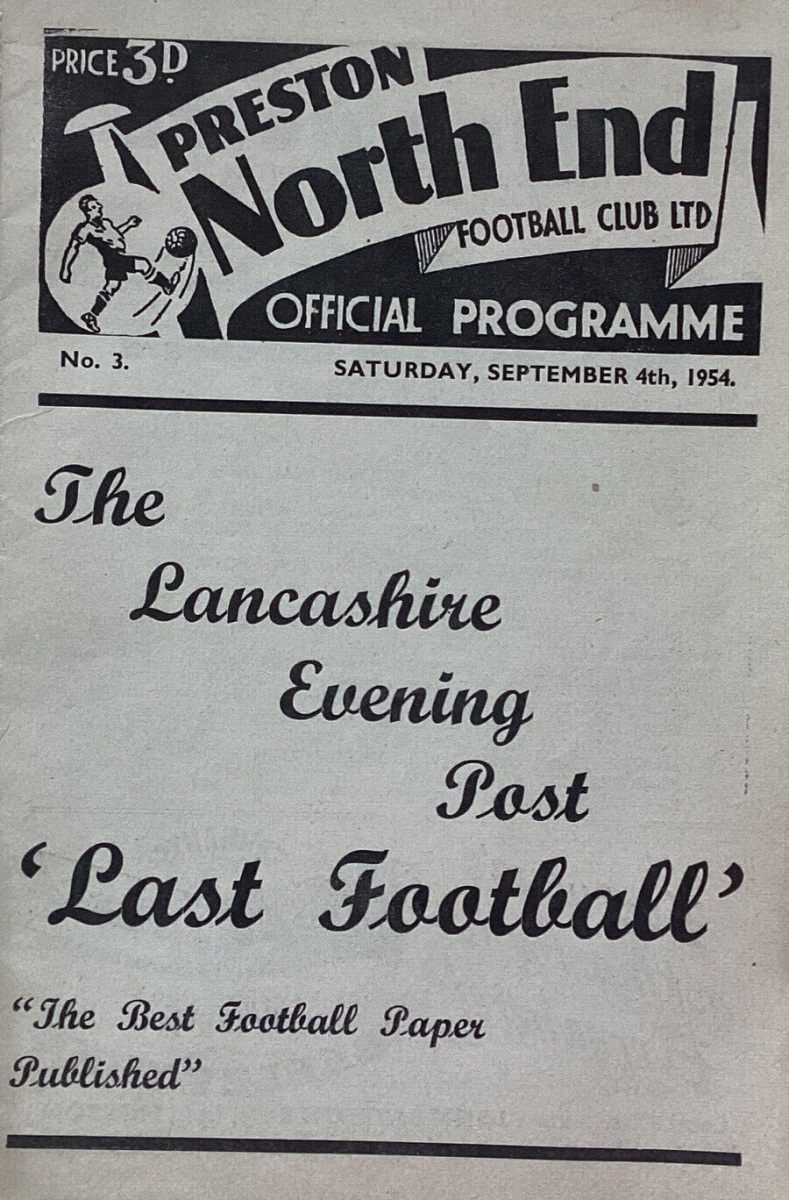 PRICE 3D.
PRESTON
North End
FOOTBALL CLUB LTD
OFFICIAL PROGRAMME
No. 3. SATURDAY, SEPTEMBER 4th, 1954.
The
Lancashire
Evening
Post
‘Last Football’
“The Best Football Paper
Published”